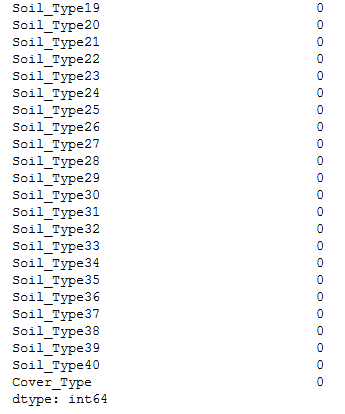 Soil_Type19 0
Soil_Type20 0
Soil_Type21 0
Soil_Type22 0
Soil_Type23 0
Soil_Type24 0
Soil_Type25 0
Soil_Type26 0
Soil_Type27 0
Soil_Type28 0
Soil_Type29 0
Soil_Type30 0
Soil_Type31 0
Soil_Type32 0
Soil_Type33 0
Soil_Type34 0
Soil_Type35 0
Soil_Type36 0
Soil_Type37 0
Soil_Type38 0
Soil_Type39 0
Soil_Type40 0
Cover_Type 0
dtype: int64